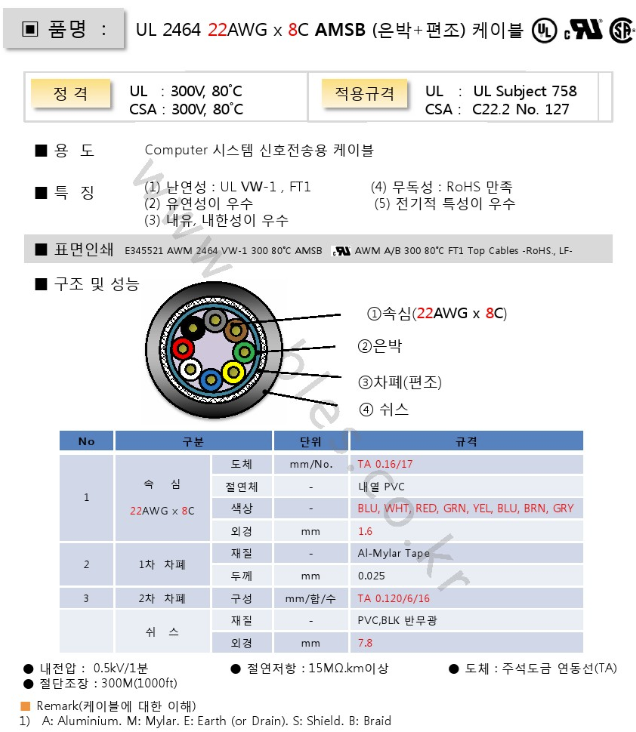 ▣ 품명 : UL 2464 22AWG x 8C AMSB (은박+편조) 케이블
정 격 UL : 300V, 80˚C
CSA : 300V, 80˚C
적용규격 UL : UL Subject 758
CSA : C22.2 No. 127
■ 용 도 Computer 시스템 신호전송용 케이블
■ 특 징 (1) 난연성 : UL VW-1 , FT1 (4) 무독성 : RoHS 만족
(2) 유연성이 우수 (5) 전기적 특성이 우수
(3) 내유, 내한성이 우수
■ 표면인쇄 E345521 AWM 2464 VW-1 300 80˚C AMSB AWM A/B 300 80˚C FT1 Top Cables -RoHS., LF-
■ 구조 및 성능
①속심(22AWG x 8C)
②은박
③차폐(편조)
④ 쉬스
No 구분 단위 규격
1 속 심 22AWG x 8C 도체 mm/No. TA 0.16/17
절연체 - 내열 PVC
색상 - BLU, WHT, RED, GRN, YEL, BLU, BRN, GRY
외경 mm 1.6
2 1차 차폐 재질 - Al-Mylar Tape
두께 mm 0.025
3 2차 차폐 구성 mm/합/수 TA 0.120/6/16
쉬 스 재질 - PVC,BLK 반무광
외경 mm 7.8
● 내전압 : 0.5kV/1분 ● 절연저항 : 15MΩ.km이상 ● 도체 : 주석도금 연동선(TA)
● 절단조장 : 300M(1000ft)
■ Remark(케이블에 대한 이해)
1) A: Aluminium. M: Mylar. E: Earth (or Drain). S: Shield. B: Braid